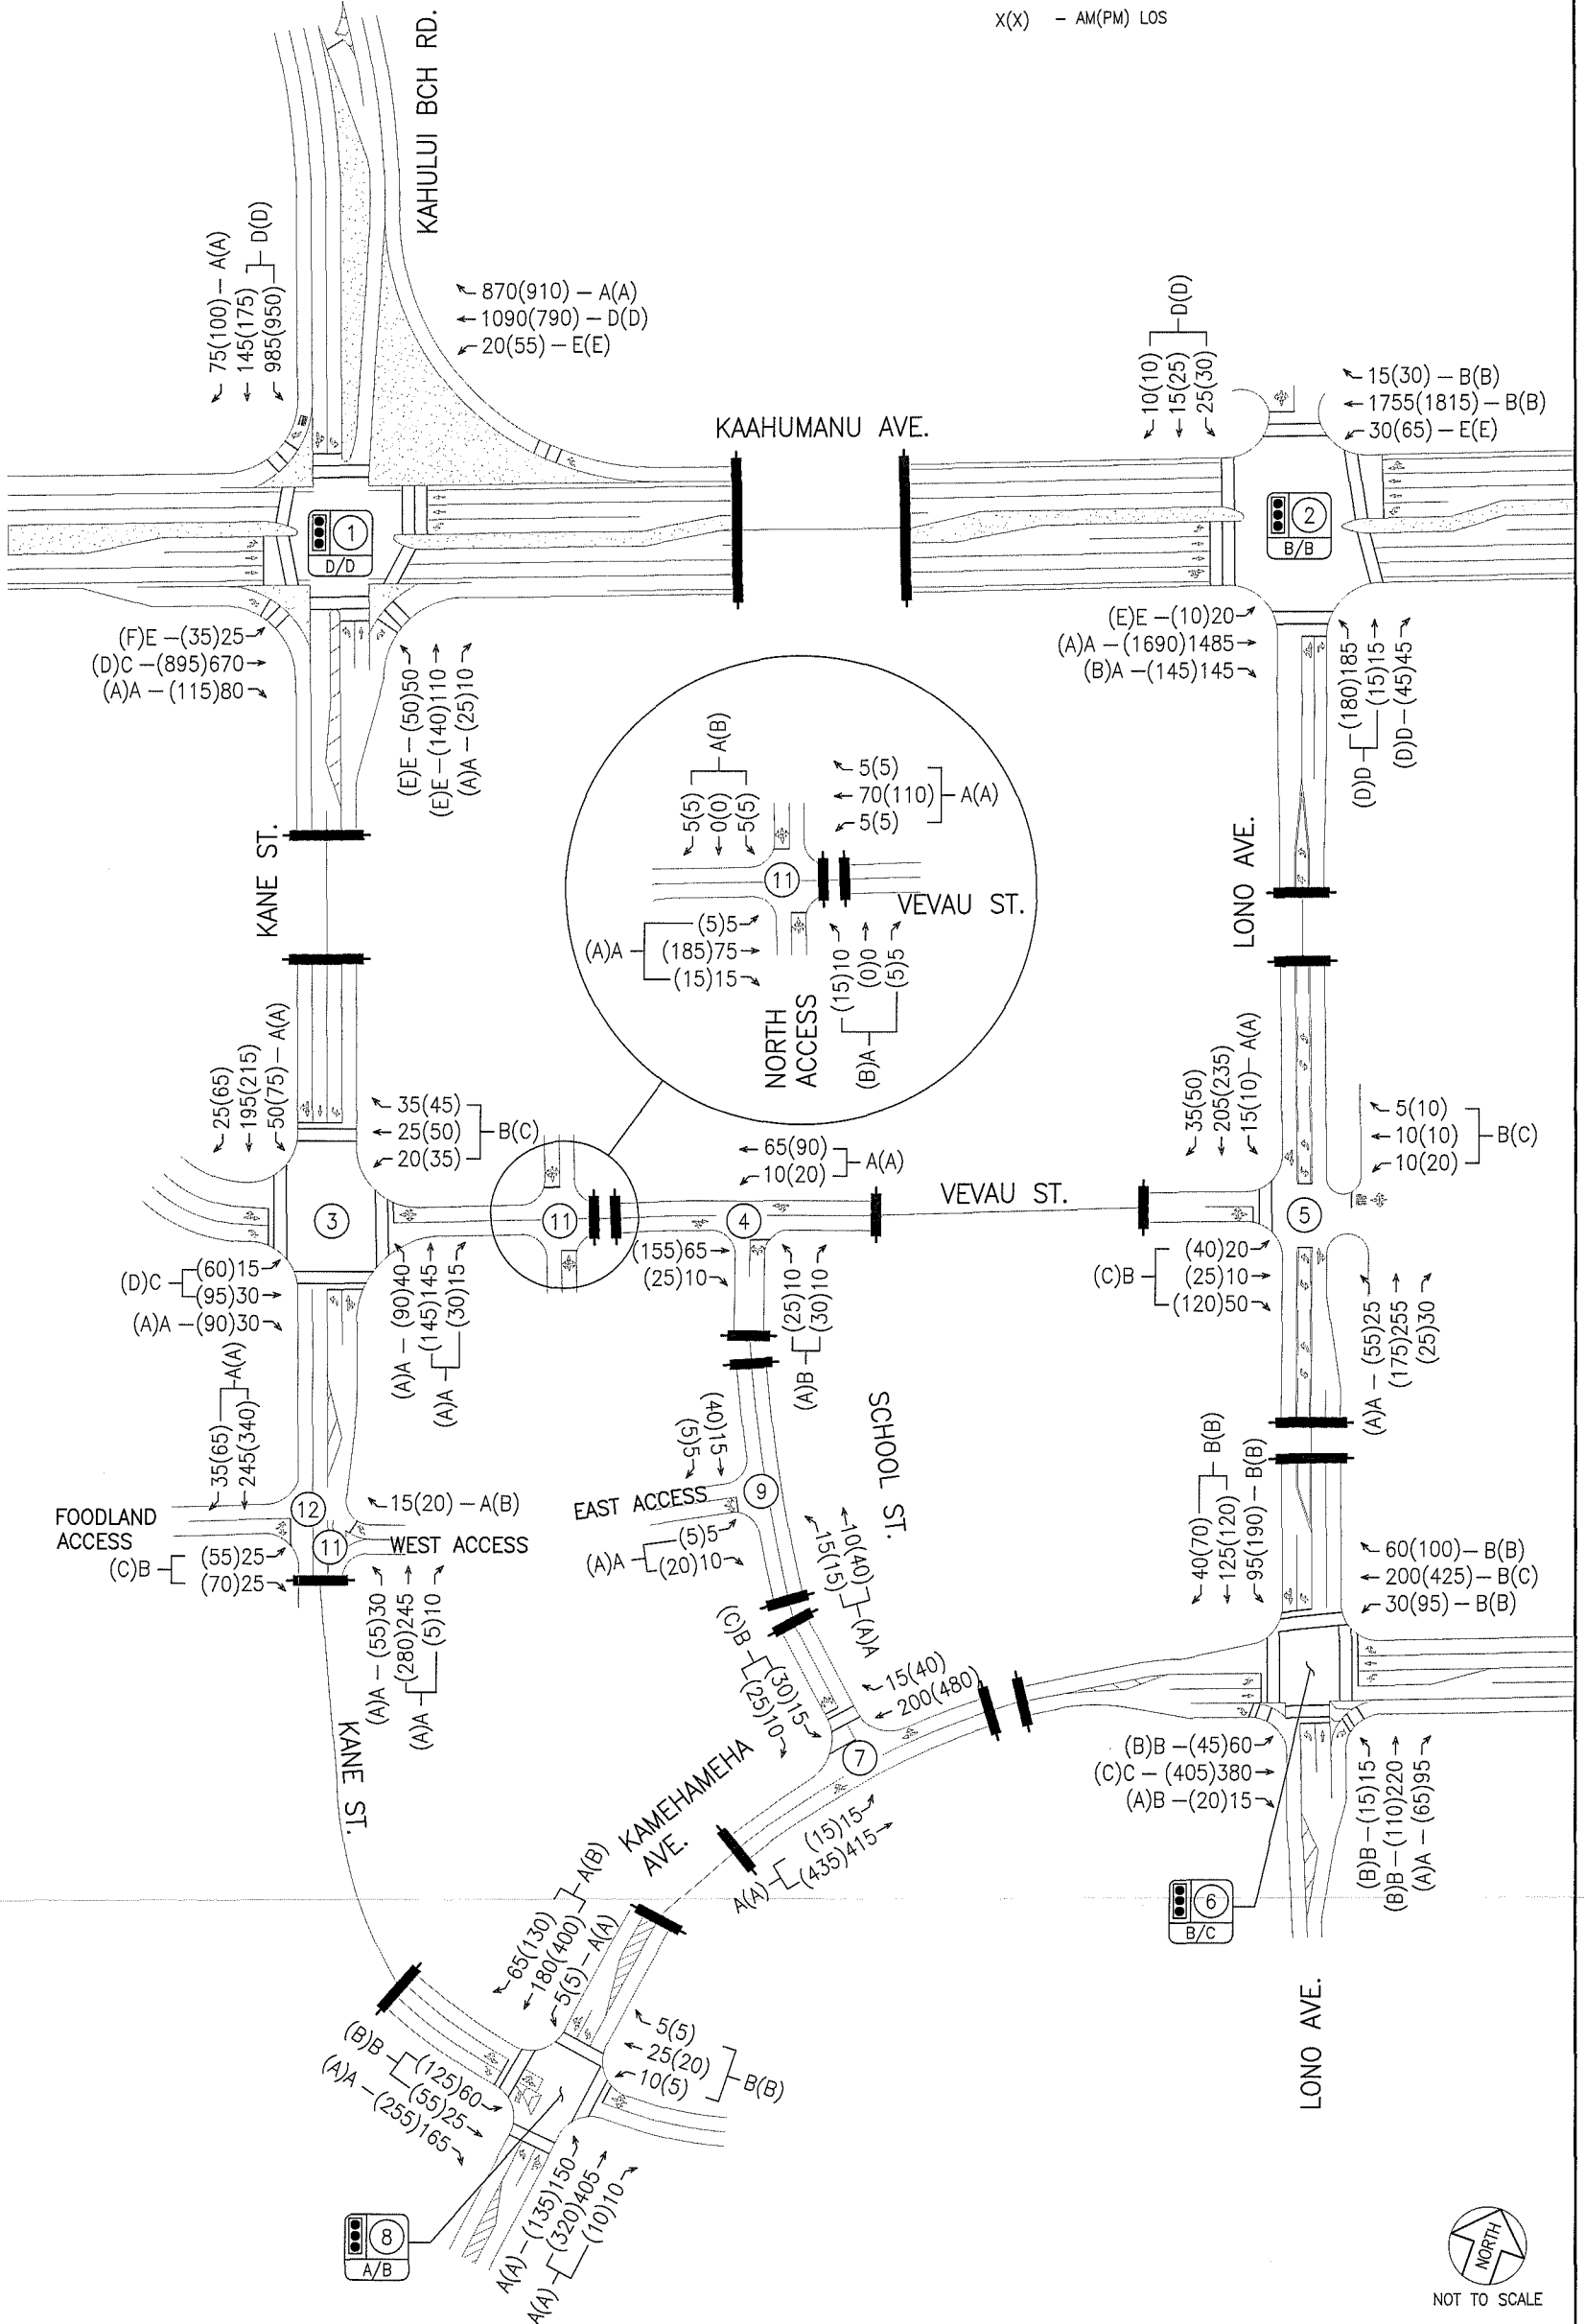 X(X) – AM(PM) LOS
KAHULUI BCH RD.
75(100) – A(A)
145(175)
985(950)
D(D)
870(910) – A(A)
1090(790) – D(D)
20(55) – E(E)
KAAHUMANU AVE.
10(10)
15(25)
25(30)
D(D)
15(30) – B(B)
1755(1815) – B(B)
30(65) – E(E)
1
D/D
2
B/B
(F)E –(35)25
(D)C –(895)670
(A)A –(115)80
(E)E – (50)50
(E)E – (140)110
(A)A – (25)10
(E)E –(10)20
(A)A –(1690)1485
(B)A –(145)145
(180)185
(D)D
(15)15
(D)D–(45)45
KANE ST.
LONO AVE.
A(B)
5(5)
0(0)
5(5)
5(5)
70(110)
5(5)
A(A)
11
VEVAU ST.
(A)A
(5)5
(185)75
(15)15
NORTH
ACCESS
(15)10
(0)0
(5)5
(B)A
25(65)
195(215)
50(75)– A(A)
35(45)
25(50)
20(35)
B(C)
65(90)
10(20)
A(A)
VEVAU ST.
35(50)
205(235)
15(10)– A(A)
5(10)
10(10)
10(20)
B(C)
3
11
4
5
(D)C
(60)15
(95)30
(A)A –(90)30
(A)A – (90)40
(145)145
(30)15
(A)A
(155)65
(25)10
(25)10
(30)10
(A)B
(C)B
(40)20
(25)10
(120)50
(A)A – (55)25
(175)255
(25)30
35(65)
245(340)
A(A)
FOODLAND
ACCESS
12
11
15(20) – A(B)
WEST ACCESS
(C)B
(55)25
(70)25
(A)A – (55)30
(280)245
(5)10
(A)A
KANE ST.
(40)15
(5)5
EAST ACCESS
9
SCHOOL ST.
(A)A
(5)5
(20)10
10(40)
15(15)
(A)A
(C)B
(30)15
(25)10
15(40)
200(480)
7
KAMEHAMEHA
AVE.
A(A)
(15)15
(435)415
40(70)
125(120)
B(B)
95(190)– B(B)
60(100)– B(B)
200(425)– B(C)
30(95) – B(B)
(B)B –(45)60
(C)C – (405)380
(A)B –(20)15
(B)B –(15)15
(B)B –(110)220
(A)A – (65)95
6
B/C
LONO AVE.
65(130)
180(400)
A(B)
5(5)– A(A)
5(5)
25(20)
10(5)
B(B)
(B)B
(125)60
(55)25
(A)A –(255)165
A(A) –(135)150
(320)405
(10)10
A(A)
8
A/B
NORTH
NOT TO SCALE